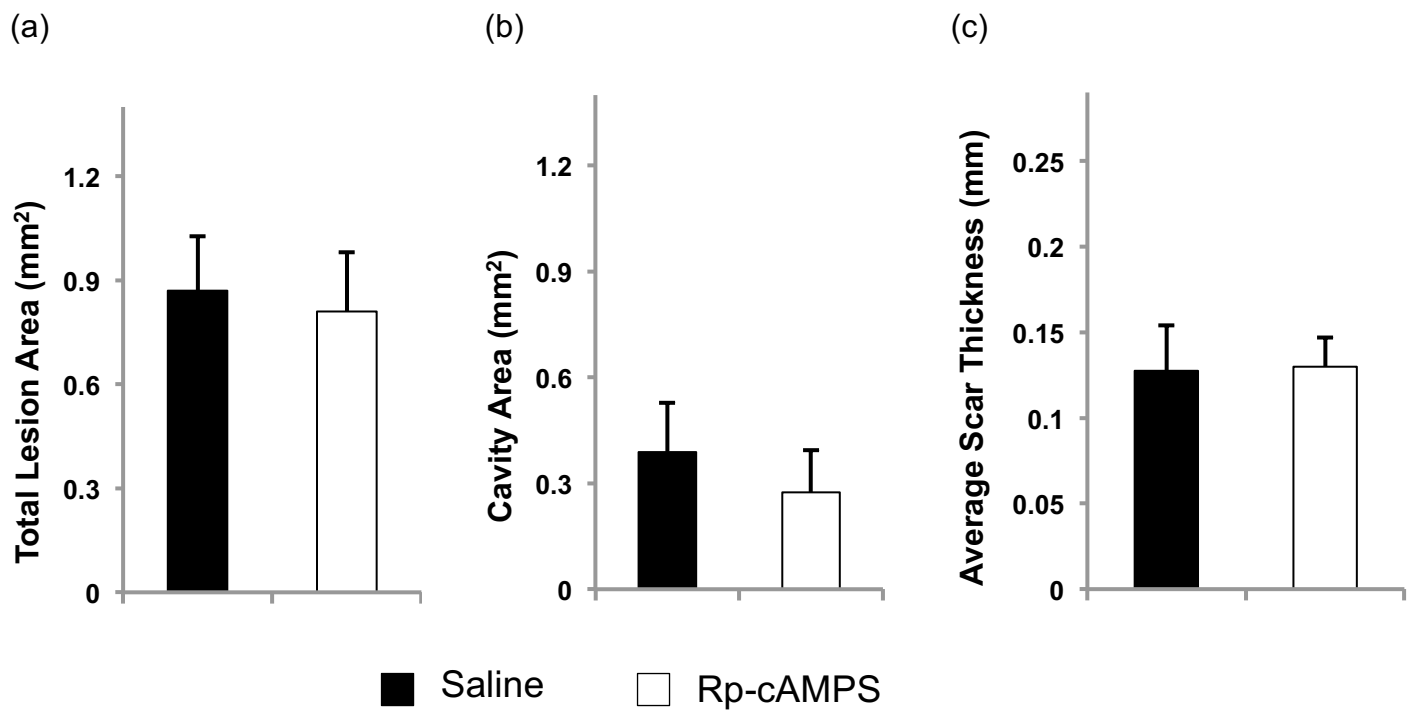 (a)
Total Lesion Area (mm²)
1.2
0.9
0.6
0.3
0
(b)
Cavity Area (mm²)
1.2
0.9
0.6
0.3
0
(c)
Average Scar Thickness (mm)
0.25
0.2
0.15
0.1
0.05
0
Saline
Rp-cAMPS